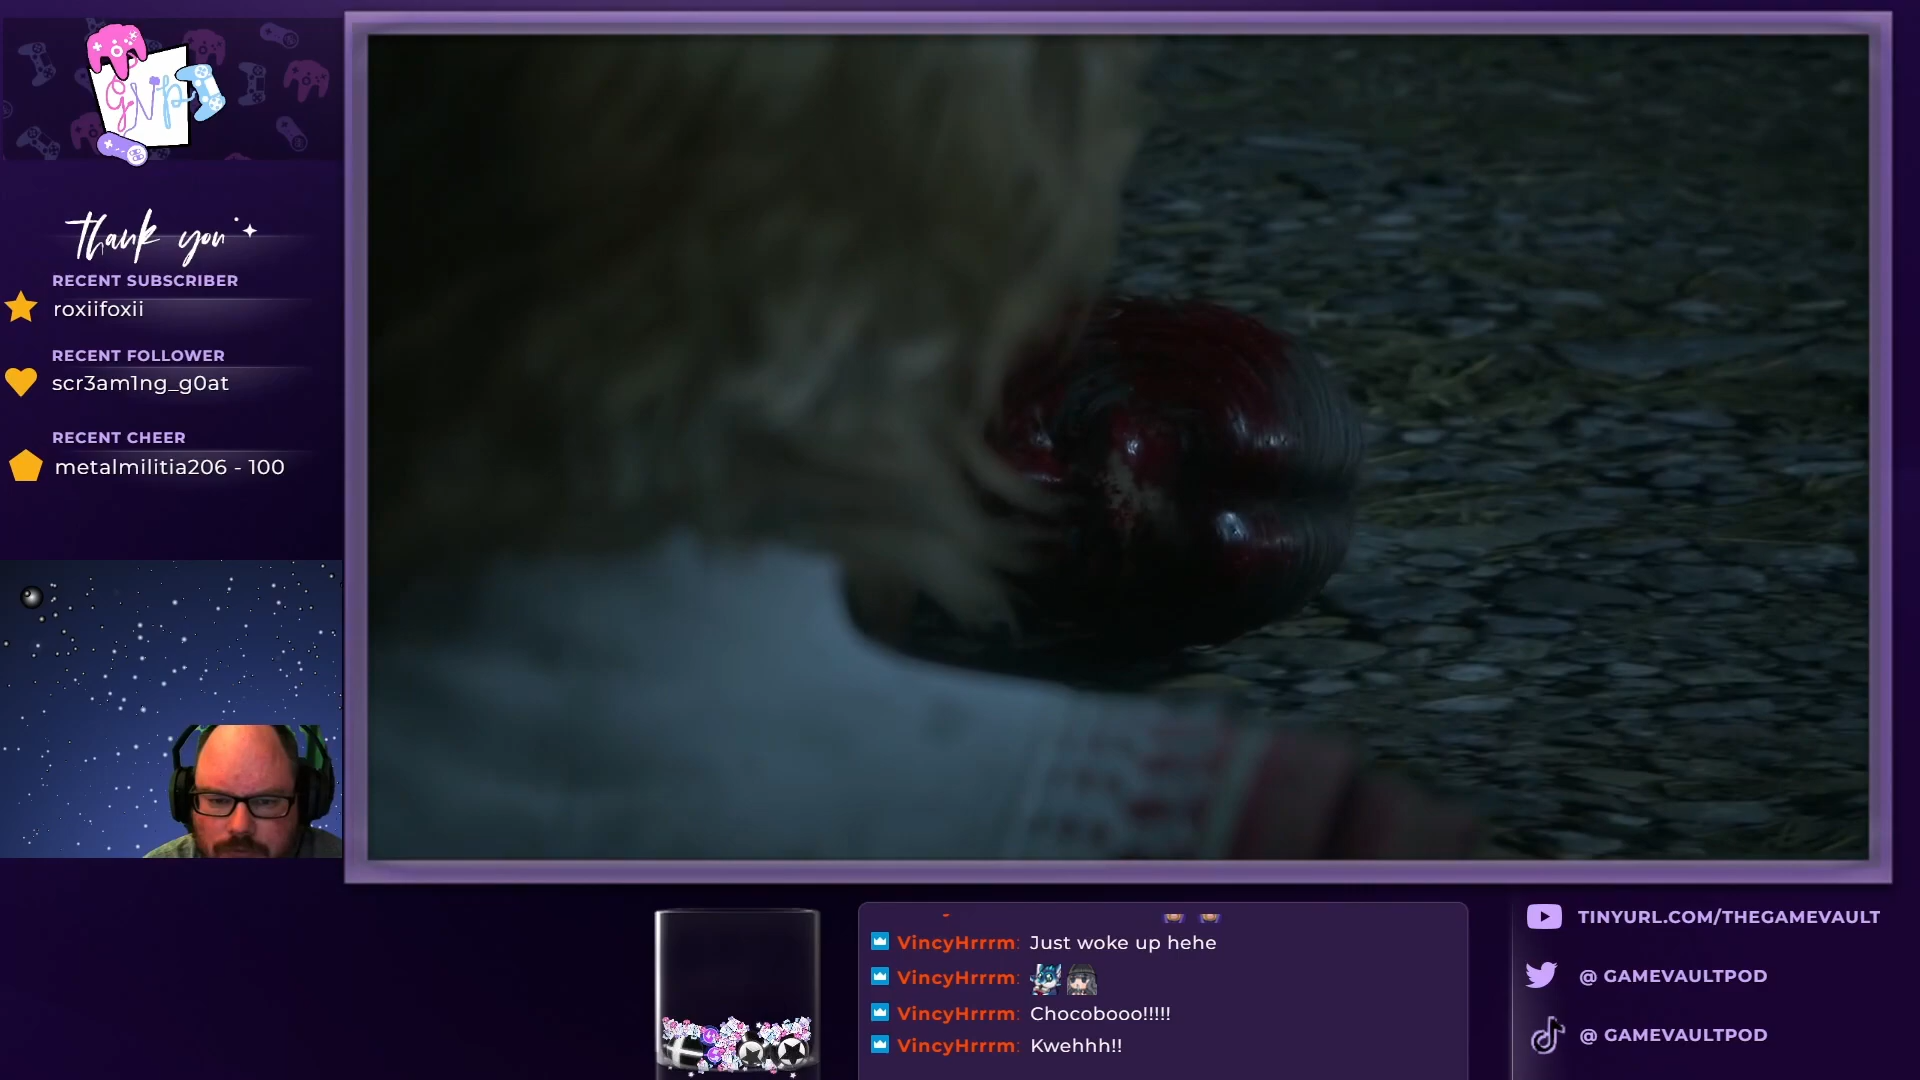 GVP
Thank you
RECENT SUBSCRIBER
roxiifoxii
RECENT FOLLOWER
scr3am1ng_g0at
RECENT CHEER
metalmilitia206 - 100
VincyHrrrm: Just woke up hehe
VincyHrrrm:
VincyHrrrm: Chocobooo!!!!!
VincyHrrrm: Kwehhh!!
TINYURL.COM/THEGAMEVAULT
@ GAMEVAULTPOD
@ GAMEVAULTPOD